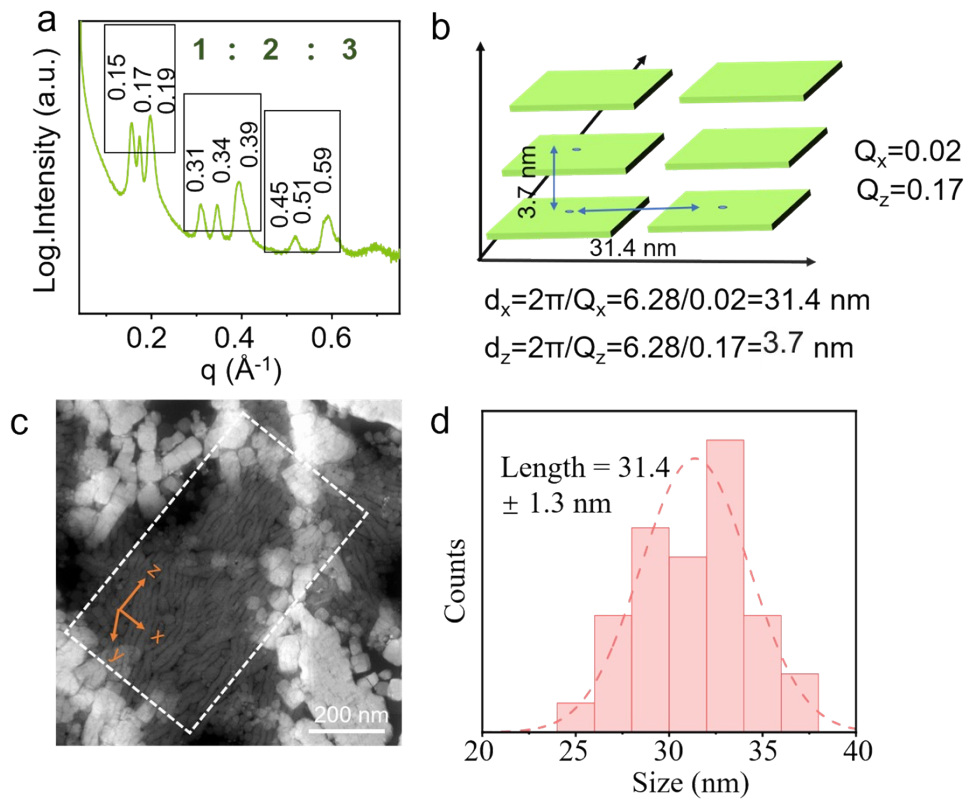 a
1 : 2 : 3
0.15
0.17
0.19
0.31
0.34
0.39
0.45
0.51
0.59
Log.Intensity (a.u.)
0.2
0.4
0.6
q (Å⁻¹)
b
3.7 nm
31.4 nm
Qₓ=0.02
Q_z=0.17
dₓ=2π/Qₓ=6.28/0.02=31.4 nm
d_z=2π/Q_z=6.28/0.17=3.7 nm
c
z
x
y
200 nm
d
Length = 31.4
± 1.3 nm
Counts
20
25
30
35
40
Size (nm)